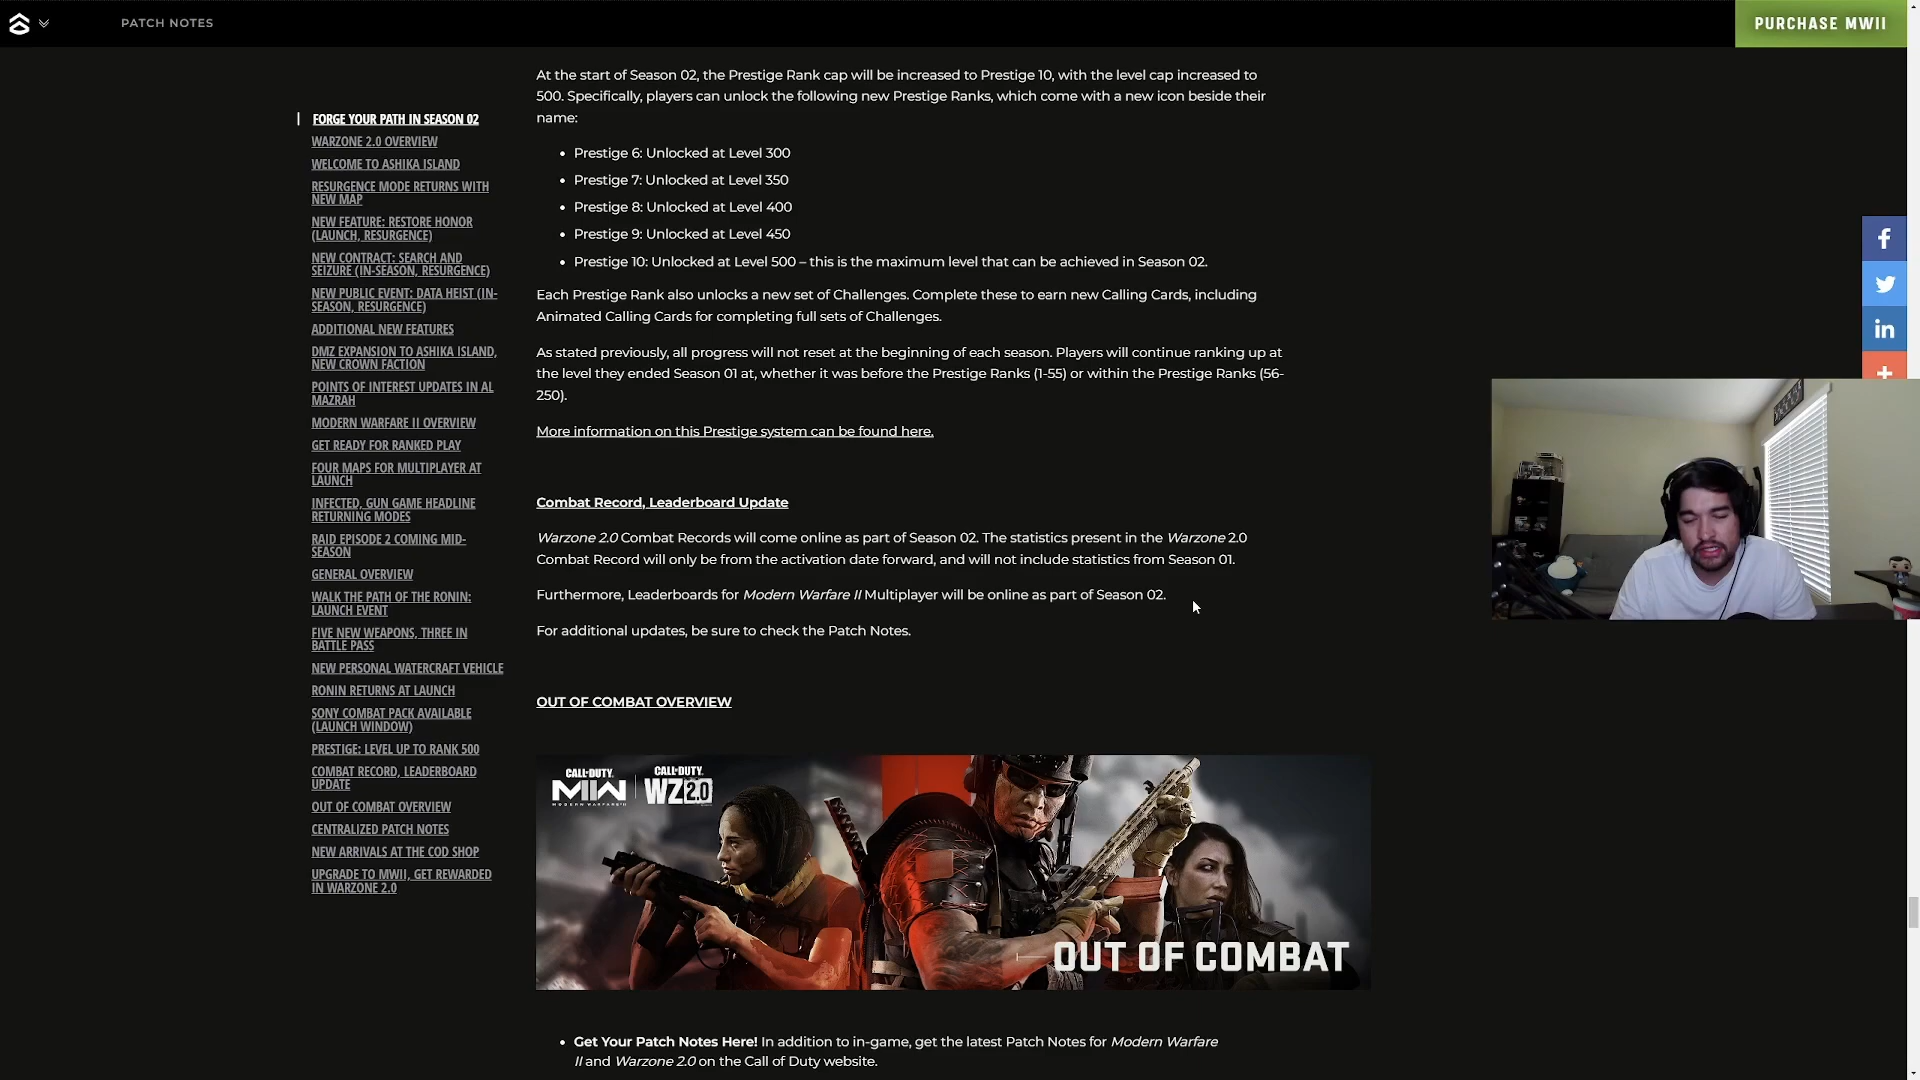 PATCH NOTES
PURCHASE MWII
FORGE YOUR PATH IN SEASON 02
WARZONE 2.0 OVERVIEW
WELCOME TO ASHIKA ISLAND
RESURGENCE MODE RETURNS WITH
NEW MAP
NEW FEATURE: RESTORE HONOR
(LAUNCH, RESURGENCE)
NEW CONTRACT: SEARCH AND
SEIZURE (IN-SEASON, RESURGENCE)
NEW PUBLIC EVENT: DATA HEIST (IN-
SEASON, RESURGENCE)
ADDITIONAL NEW FEATURES
DMZ EXPANSION TO ASHIKA ISLAND,
NEW CROWN FACTION
POINTS OF INTEREST UPDATES IN AL
MAZRAH
MODERN WARFARE II OVERVIEW
GET READY FOR RANKED PLAY
FOUR MAPS FOR MULTIPLAYER AT
LAUNCH
INFECTED, GUN GAME HEADLINE
RETURNING MODES
RAID EPISODE 2 COMING MID-
SEASON
GENERAL OVERVIEW
WALK THE PATH OF THE RONIN:
LAUNCH EVENT
FIVE NEW WEAPONS, THREE IN
BATTLE PASS
NEW PERSONAL WATERCRAFT VEHICLE
RONIN RETURNS AT LAUNCH
SONY COMBAT PACK AVAILABLE
(LAUNCH WINDOW)
PRESTIGE: LEVEL UP TO RANK 500
COMBAT RECORD, LEADERBOARD
UPDATE
OUT OF COMBAT OVERVIEW
CENTRALIZED PATCH NOTES
NEW ARRIVALS AT THE COD SHOP
UPGRADE TO MWII, GET REWARDED
IN WARZONE 2.0
At the start of Season 02, the Prestige Rank cap will be increased to Prestige 10, with the level cap increased to
500. Specifically, players can unlock the following new Prestige Ranks, which come with a new icon beside their
name:
• Prestige 6: Unlocked at Level 300
• Prestige 7: Unlocked at Level 350
• Prestige 8: Unlocked at Level 400
• Prestige 9: Unlocked at Level 450
• Prestige 10: Unlocked at Level 500 – this is the maximum level that can be achieved in Season 02.
Each Prestige Rank also unlocks a new set of Challenges. Complete these to earn new Calling Cards, including
Animated Calling Cards for completing full sets of Challenges.
As stated previously, all progress will not reset at the beginning of each season. Players will continue ranking up at
the level they ended Season 01 at, whether it was before the Prestige Ranks (1-55) or within the Prestige Ranks (56-
250).
More information on this Prestige system can be found here.
Combat Record, Leaderboard Update
Warzone 2.0 Combat Records will come online as part of Season 02. The statistics present in the Warzone 2.0
Combat Record will only be from the activation date forward, and will not include statistics from Season 01.
Furthermore, Leaderboards for Modern Warfare II Multiplayer will be online as part of Season 02.
For additional updates, be sure to check the Patch Notes.
OUT OF COMBAT OVERVIEW
CALL·DUTY. CALL·DUTY.
MWII WZ 2.0
MODERN WARFARE II
OUT OF COMBAT
• Get Your Patch Notes Here! In addition to in-game, get the latest Patch Notes for Modern Warfare
II and Warzone 2.0 on the Call of Duty website.